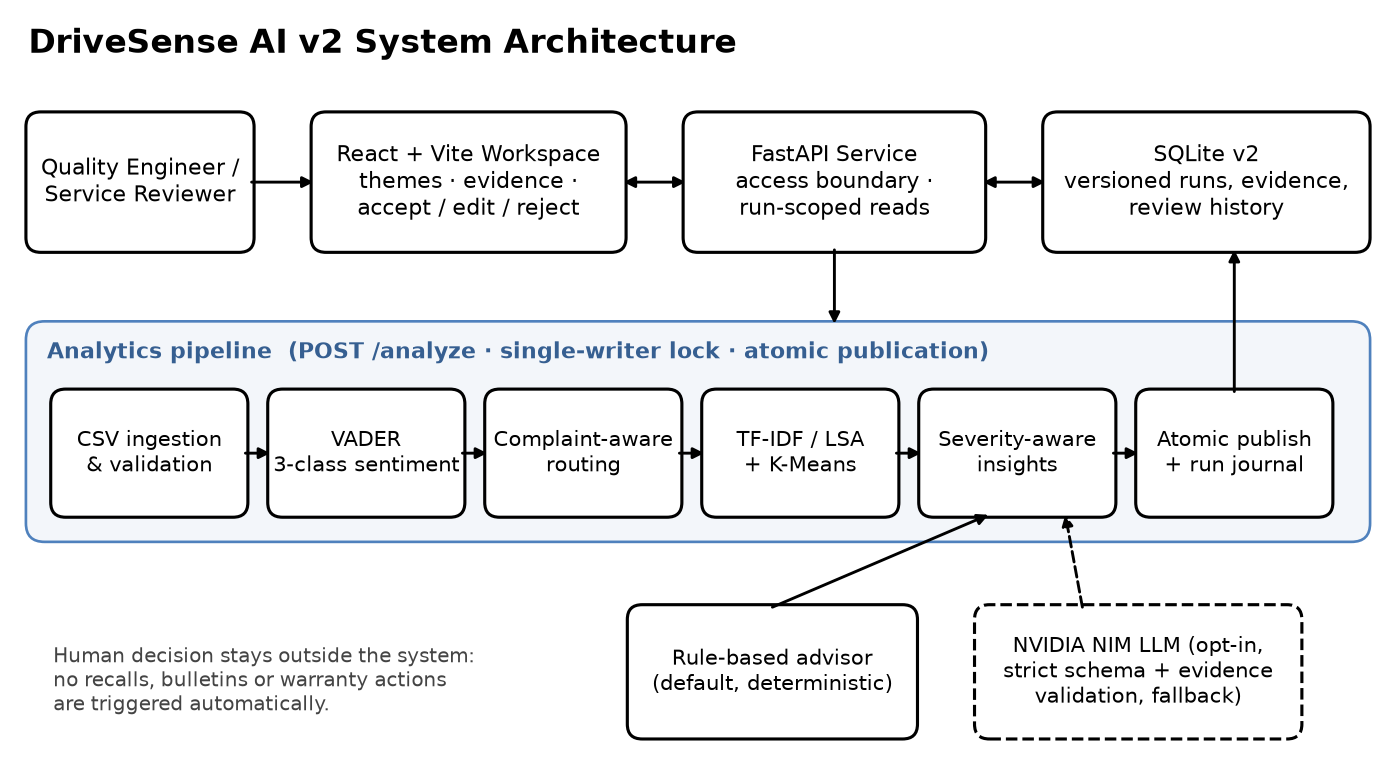 DriveSense AI v2 System Architecture
Quality Engineer /
Service Reviewer
React + Vite Workspace
themes · evidence ·
accept / edit / reject
FastAPI Service
access boundary ·
run-scoped reads
SQLite v2
versioned runs, evidence,
review history
Analytics pipeline  (POST /analyze · single-writer lock · atomic publication)
CSV ingestion
& validation
VADER
3-class sentiment
Complaint-aware
routing
TF-IDF / LSA
+ K-Means
Severity-aware
insights
Atomic publish
+ run journal
Human decision stays outside the system:
no recalls, bulletins or warranty actions
are triggered automatically.
Rule-based advisor
(default, deterministic)
NVIDIA NIM LLM (opt-in,
strict schema + evidence
validation, fallback)